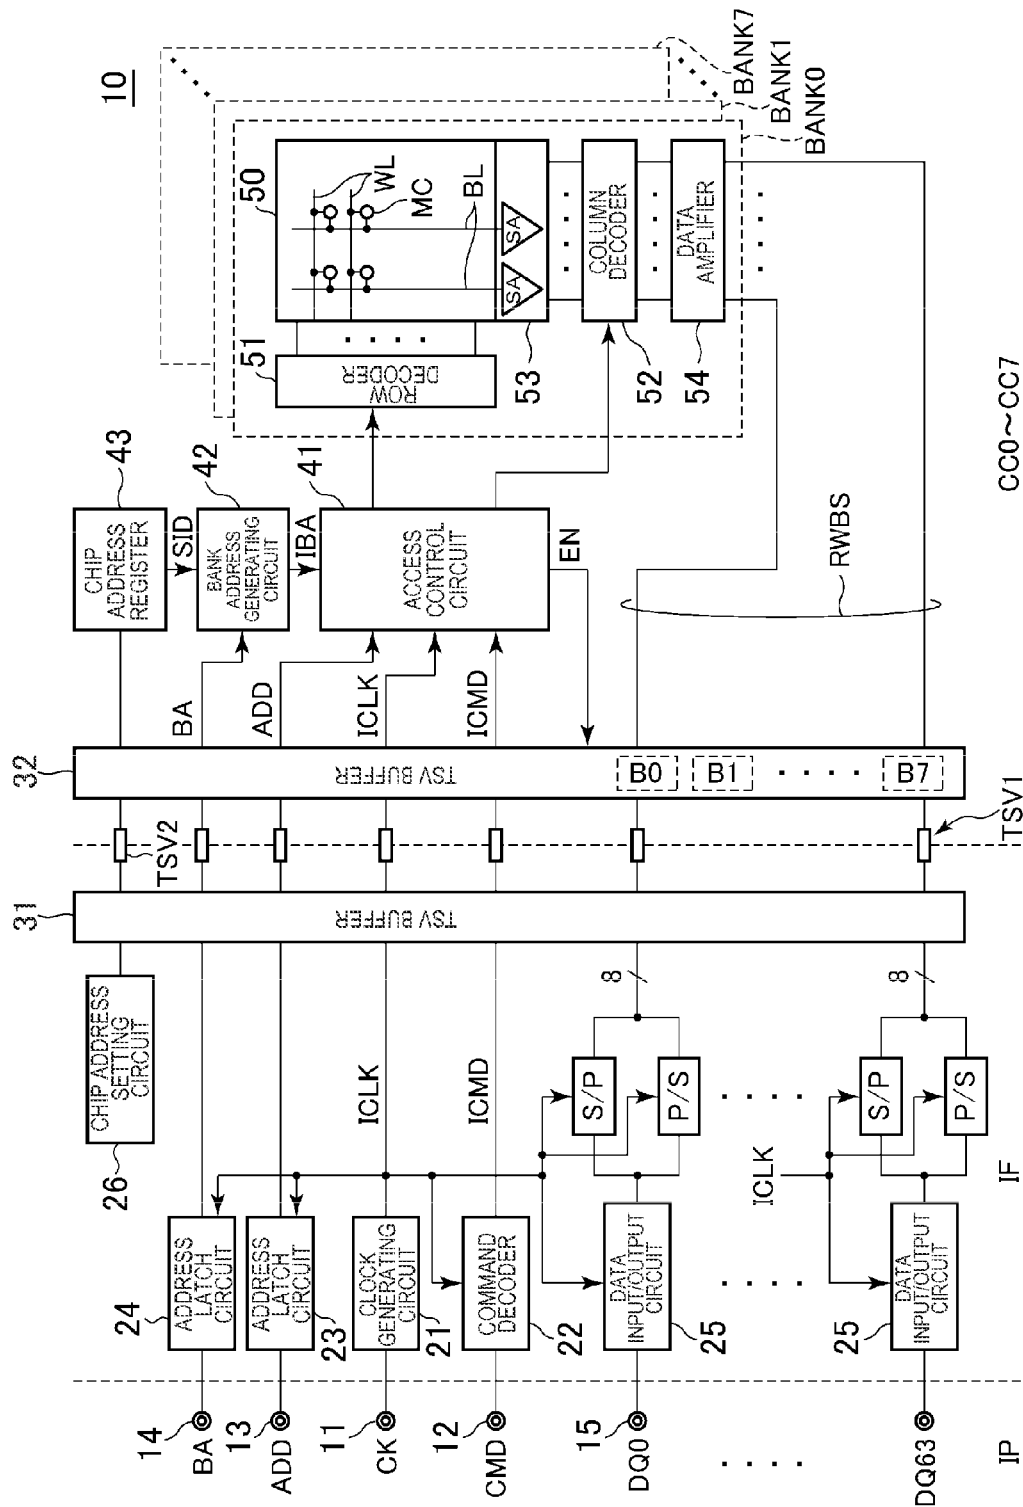 10
14
BA
13
ADD
11
CK
12
CMD
15
DQ0
DQ63
IP
24
ADDRESS
LATCH
CIRCUIT
23
ADDRESS
LATCH
CIRCUIT
21
CLOCK
GENERATING
CIRCUIT
22
COMMAND
DECODER
25
DATA
INPUT/OUTPUT
CIRCUIT
25
DATA
INPUT/OUTPUT
CIRCUIT
26
CHIP ADDRESS
SETTING
CIRCUIT
ICLK
ICMD
ICLK
S/P
P/S
S/P
P/S
8
8
IF
31
TSV BUFFER
TSV2
TSV1
32
TSV BUFFER
B0
B1
B7
BA
ADD
ICLK
ICMD
EN
RWBS
43
CHIP
ADDRESS
REGISTER
SID
42
BANK
ADDRESS
GENERATING
CIRCUIT
IBA
41
ACCESS
CONTROL
CIRCUIT
CC0~CC7
51
ROW
DECODER
50
WL
MC
BL
SA
SA
53
COLUMN
DECODER
52
DATA
AMPLIFIER
54
BANK7
BANK1
BANK0